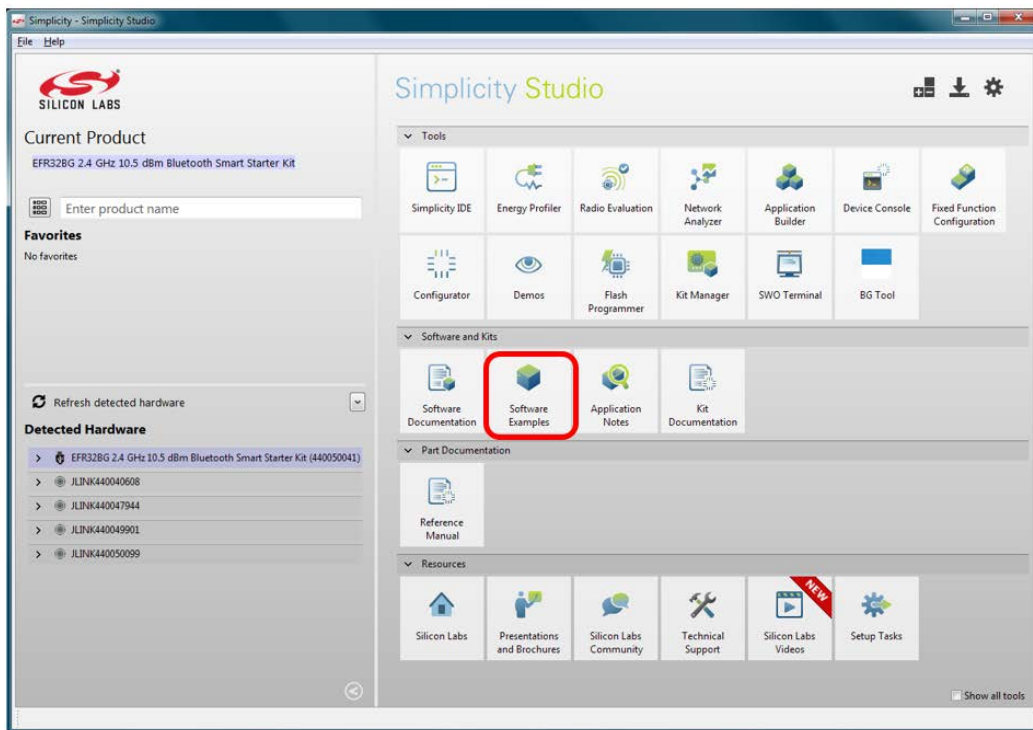 Simplicity - Simplicity Studio
File Help
SILICON LABS
Current Product
EFR32BG 2.4 GHz 10.5 dBm Bluetooth Smart Starter Kit
Enter product name
Favorites
No favorites
Refresh detected hardware
Detected Hardware
EFR32BG 2.4 GHz 10.5 dBm Bluetooth Smart Starter Kit (440050041)
JLINK440040608
JLINK440047944
JLINK440049901
JLINK440050099
Simplicity Studio
Tools
Simplicity IDE
Energy Profiler
Radio Evaluation
Network
Analyzer
Application
Builder
Device Console
Fixed Function
Configuration
Configurator
Demos
Flash
Programmer
Kit Manager
SWO Terminal
BG Tool
Software and Kits
Software
Documentation
Software
Examples
Application
Notes
Kit
Documentation
Part Documentation
Reference
Manual
Resources
Silicon Labs
Presentations
and Brochures
Silicon Labs
Community
Technical
Support
NEW
Silicon Labs
Videos
Setup Tasks
Show all tools